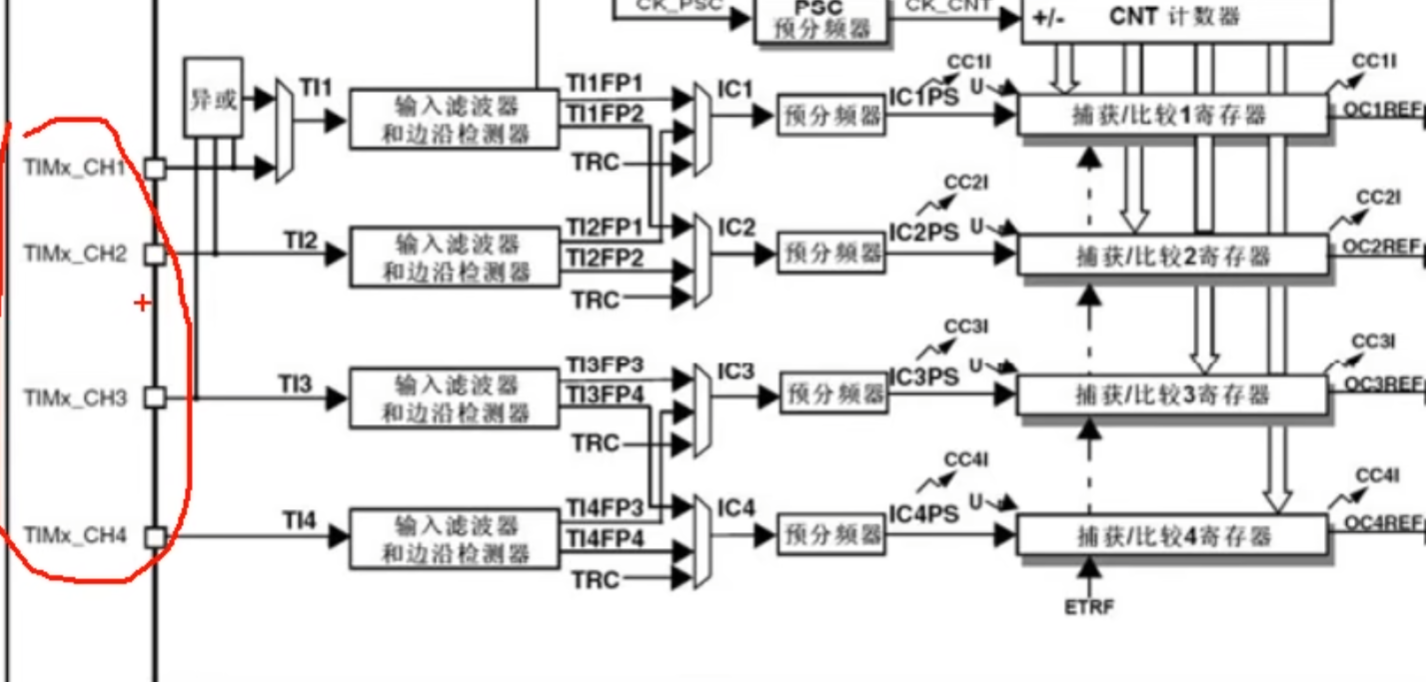 CK_PSC
PSC
预分频器
CK_CNT
+/-
CNT 计数器
异或
TI1
输入滤波器
和边沿检测器
TI1FP1
TI1FP2
TRC
IC1
预分频器
CC1I
IC1PS
U
捕获/比较1寄存器
CC1I
OC1REF
TIMx_CH1
TIMx_CH2
TI2
输入滤波器
和边沿检测器
TI2FP1
TI2FP2
TRC
IC2
预分频器
CC2I
IC2PS
U
捕获/比较2寄存器
CC2I
OC2REF
TIMx_CH3
TI3
输入滤波器
和边沿检测器
TI3FP3
TI3FP4
TRC
IC3
预分频器
CC3I
IC3PS
U
捕获/比较3寄存器
CC3I
OC3REF
TIMx_CH4
TI4
输入滤波器
和边沿检测器
TI4FP3
TI4FP4
TRC
IC4
预分频器
CC4I
IC4PS
U
捕获/比较4寄存器
CC4I
OC4REF
ETRF